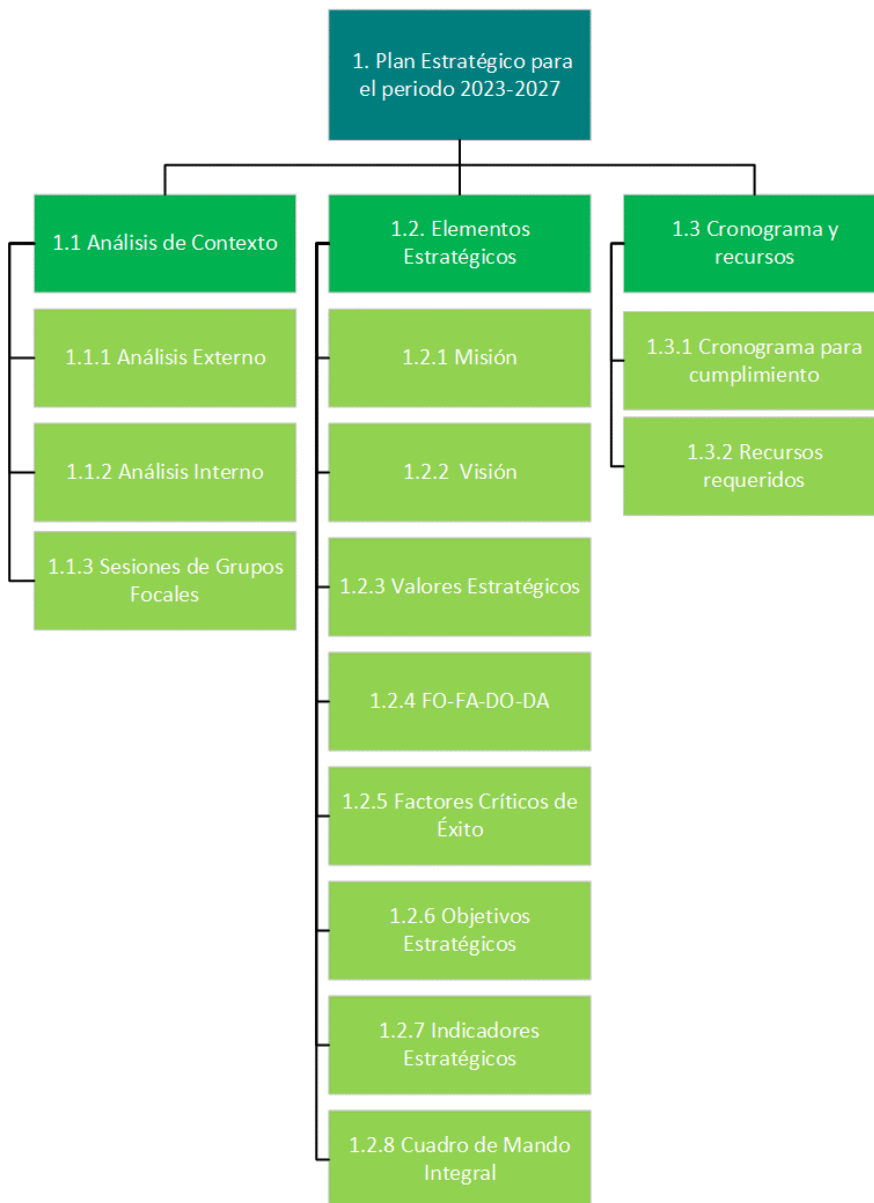 1. Plan Estratégico para
el periodo 2023-2027
1.1 Análisis de Contexto
1.1.1 Análisis Externo
1.1.2 Análisis Interno
1.1.3 Sesiones de Grupos
Focales
1.2. Elementos
Estratégicos
1.2.1 Misión
1.2.2 Visión
1.2.3 Valores Estratégicos
1.2.4 FO-FA-DO-DA
1.2.5 Factores Críticos de
Éxito
1.2.6 Objetivos
Estratégicos
1.2.7 Indicadores
Estratégicos
1.2.8 Cuadro de Mando
Integral
1.3 Cronograma y
recursos
1.3.1 Cronograma para
cumplimiento
1.3.2 Recursos
requeridos